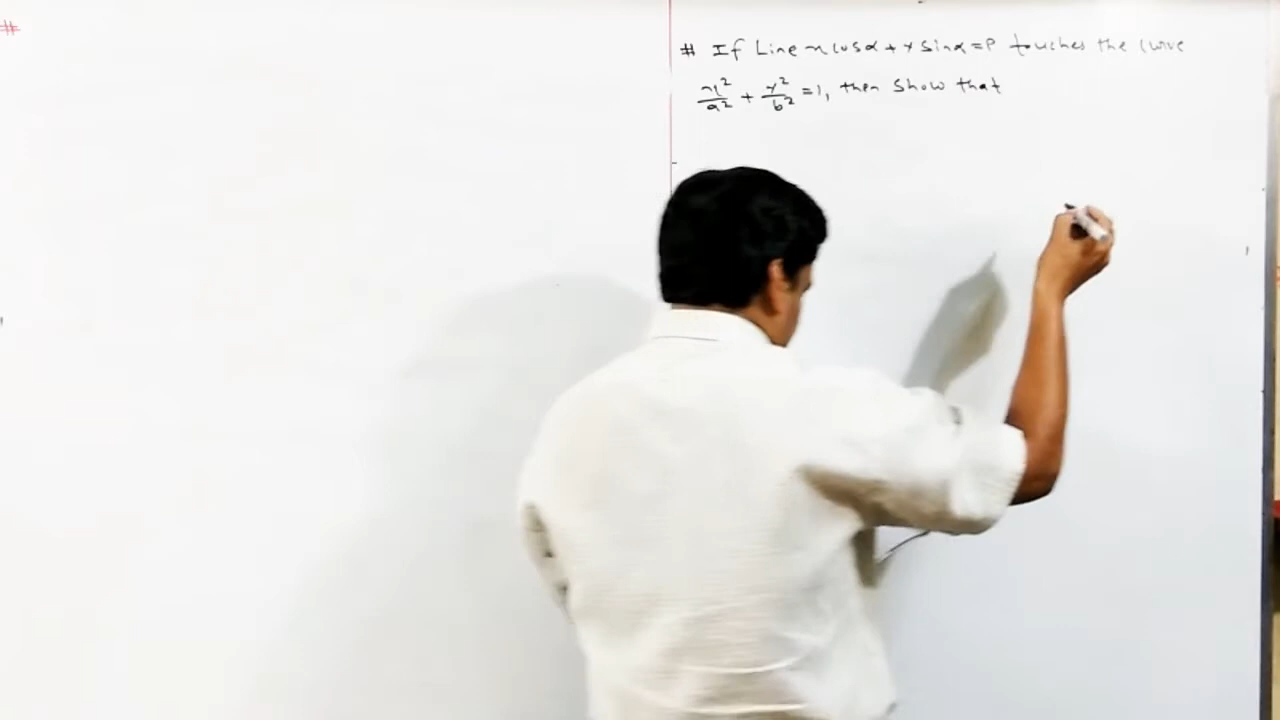 #
# If Line x cosα + y sinα = P touches the curve
x²/a² + y²/b² = 1, then show that